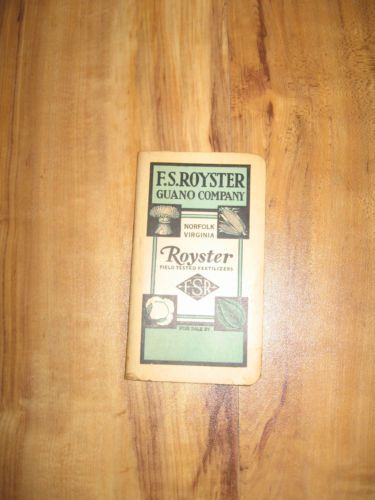 F.S.ROYSTER
GUANO COMPANY
NORFOLK
VIRGINIA
Royster
FIELD TESTED FERTILIZERS
FSR
FOR SALE BY